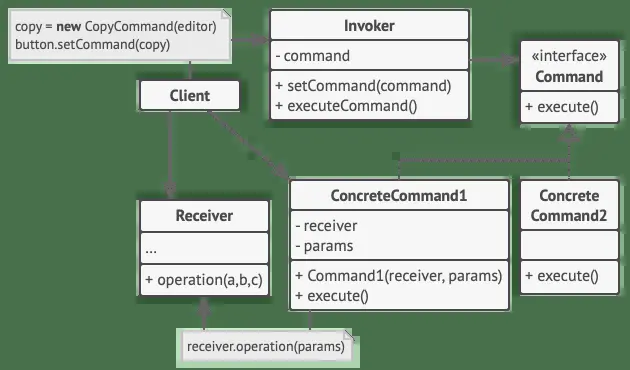 copy = new CopyCommand(editor)
button.setCommand(copy)
Client
Invoker
- command
+ setCommand(command)
+ executeCommand()
«interface»
Command
+ execute()
Receiver
...
+ operation(a,b,c)
ConcreteCommand1
- receiver
- params
+ Command1(receiver, params)
+ execute()
Concrete
Command2
+ execute()
receiver.operation(params)